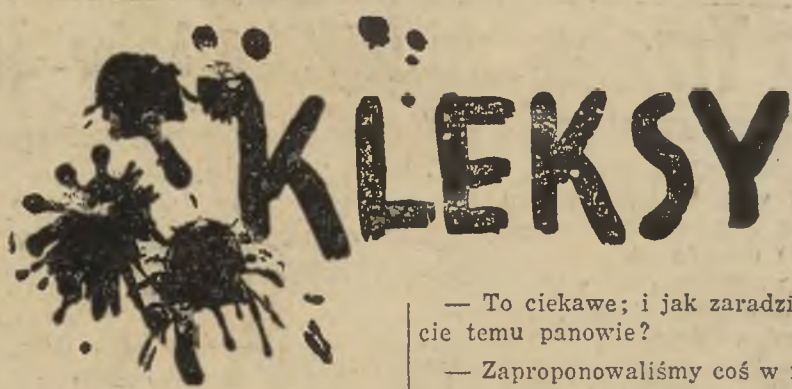 KLEKSY
— To ciekawe; i jak zaradzi
cie temu panowie?
— Zaproponowaliśmy coś w